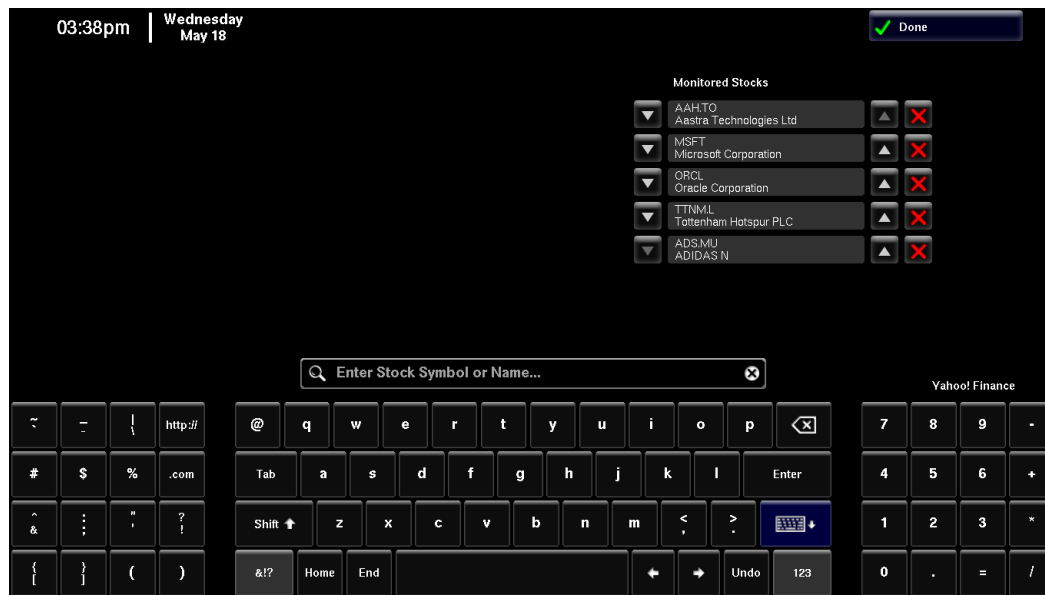 03:38pm
Wednesday
May 18
Done
Monitored Stocks
AAH.TO
Aastra Technologies Ltd
MSFT
Microsoft Corporation
ORCL
Oracle Corporation
TTNM.L
Tottenham Hotspur PLC
ADS.MU
ADIDAS N
Enter Stock Symbol or Name...
Yahoo! Finance
~ _ | http:// @ q w e r t y u i o p 7 8 9 -
- \
# $ % .com Tab a s d f g h j k l Enter 4 5 6 +
^ : " ? Shift z x c v b n m < > 1 2 3 *
& ; ' ! , .
{ } ( ) &!? Home End Undo 123 0 . = /
[ ]